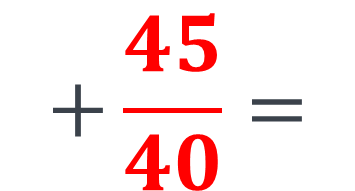 + 45/40 =